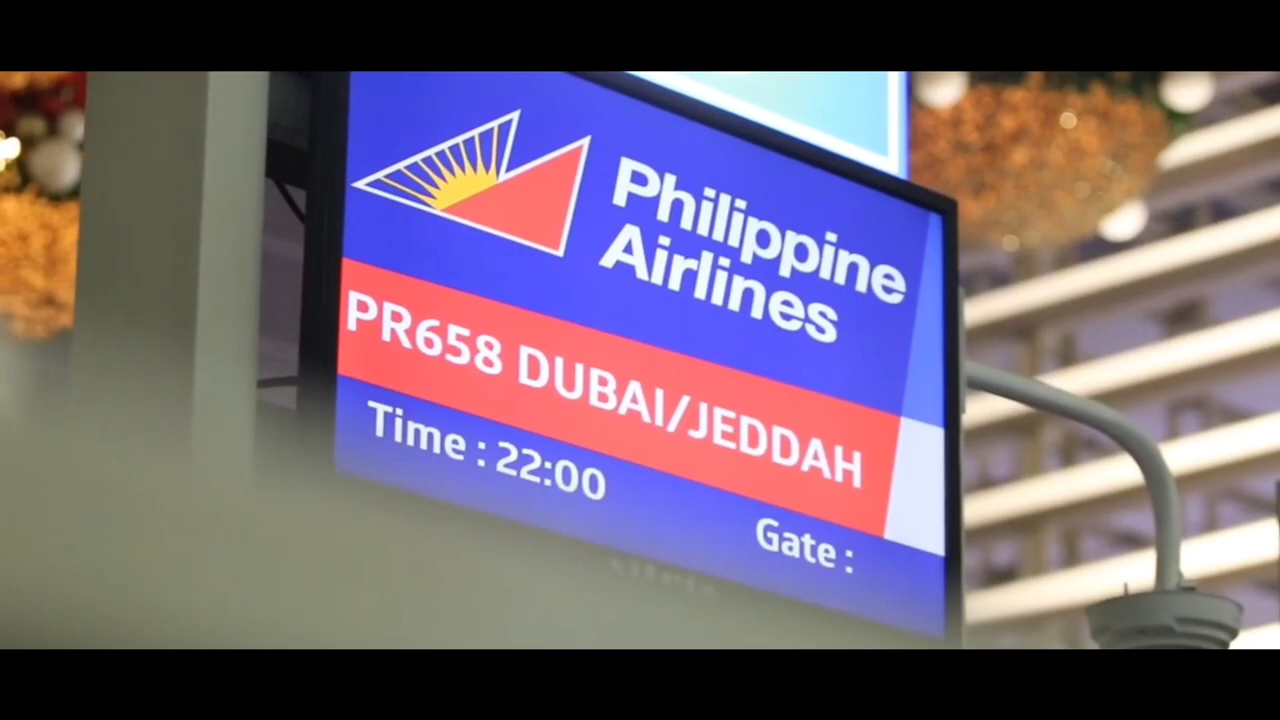 Philippine
Airlines
PR658 DUBAI/JEDDAH
Time : 22:00
Gate :